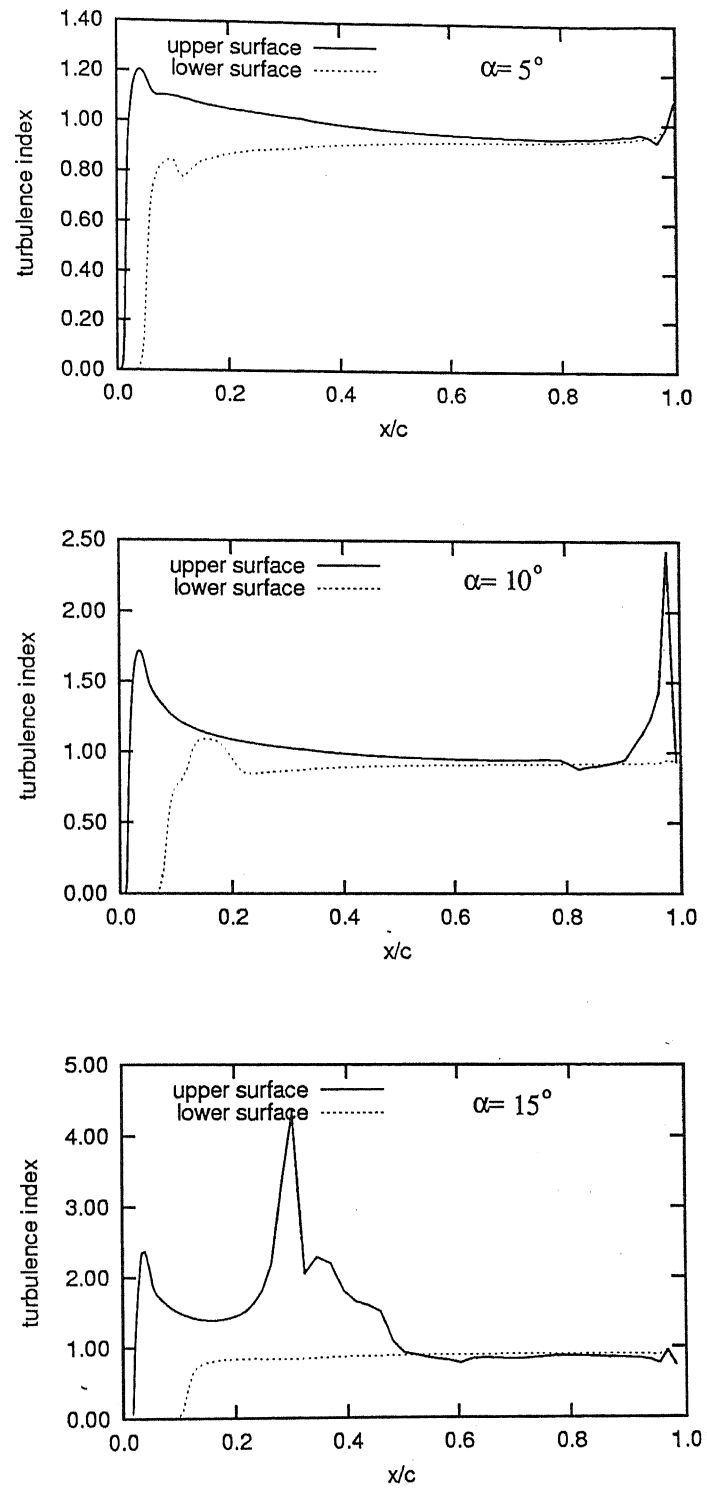 1.40
upper surface
lower surface
α= 5°
1.20
1.00
0.80
0.60
0.40
0.20
0.00
turbulence index
0.0 0.2 0.4 0.6 0.8 1.0
x/c
2.50
upper surface
lower surface
α= 10°
2.00
1.50
1.00
0.50
0.00
turbulence index
0.0 0.2 0.4 0.6 0.8 1.0
x/c
5.00
upper surface
lower surface
α= 15°
4.00
3.00
2.00
1.00
0.00
turbulence index
0.0 0.2 0.4 0.6 0.8 1.0
x/c